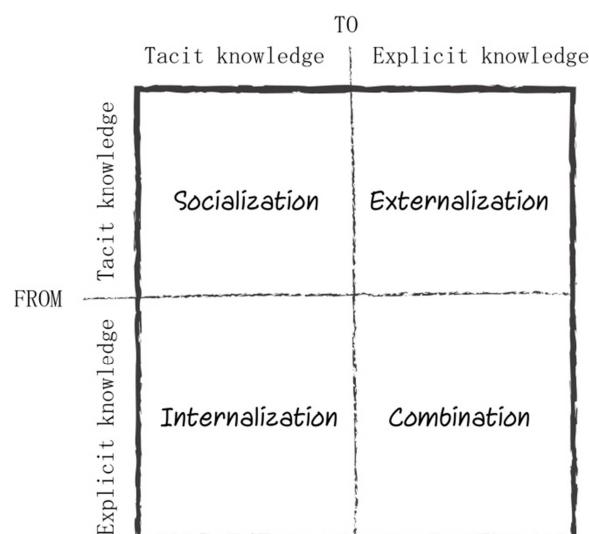 TO
Tacit knowledge
Explicit knowledge
Tacit knowledge
Socialization
Externalization
FROM
Explicit knowledge
Internalization
Combination